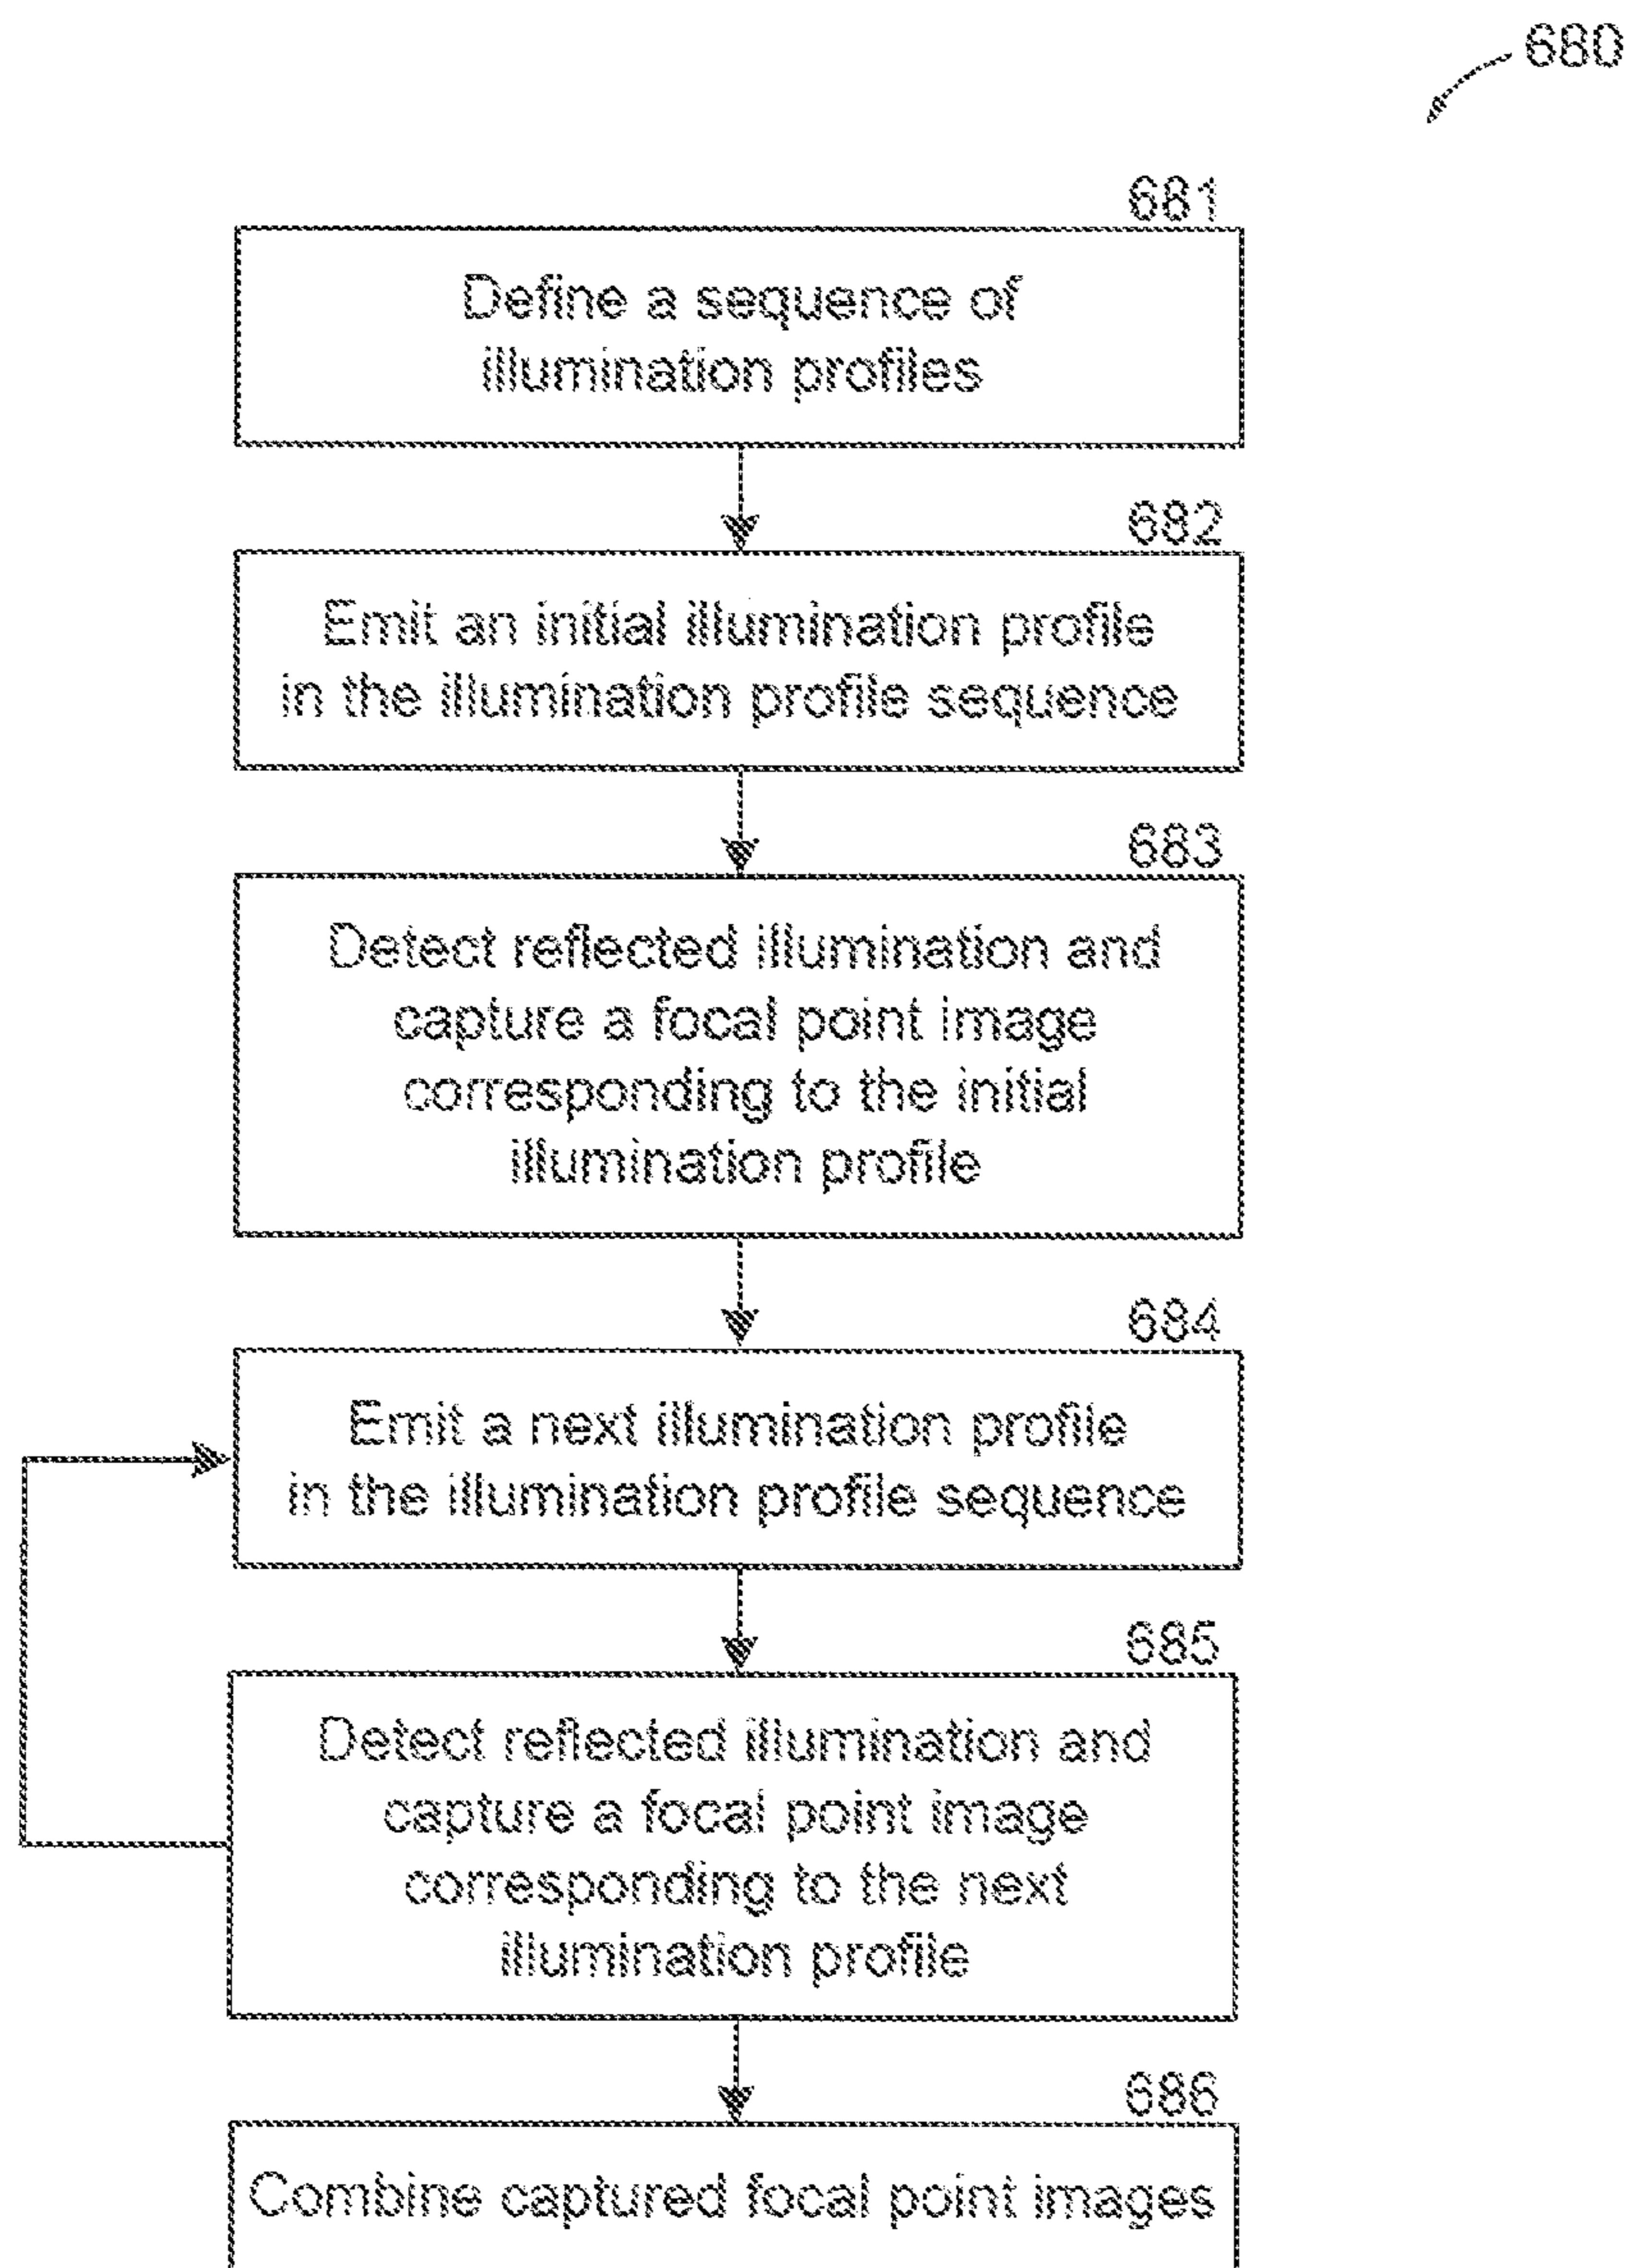 680
681
Define a sequence of
illumination profiles
682
Emit an initial illumination profile
in the illumination profile sequence
683
Detect reflected illumination and
capture a focal point image
corresponding to the initial
illumination profile
684
Emit a next illumination profile
in the illumination profile sequence
685
Detect reflected illumination and
capture a focal point image
corresponding to the next
illumination profile
686
Combine captured focal point images